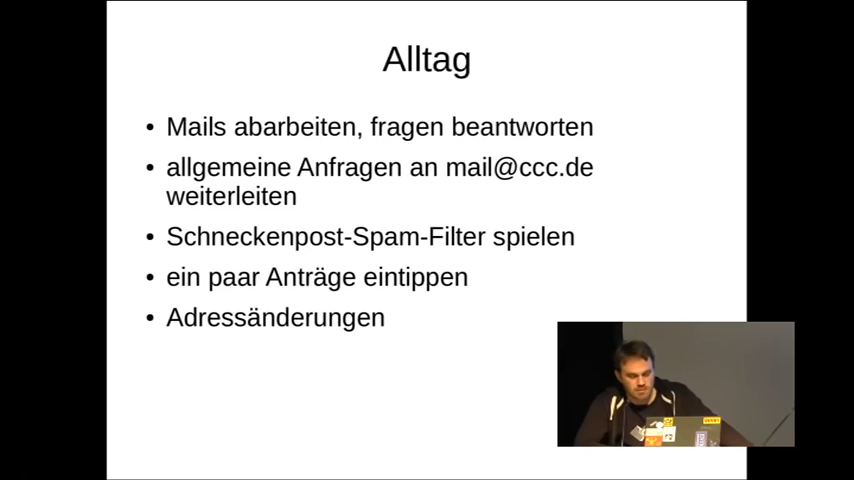 Alltag
• Mails abarbeiten, fragen beantworten
• allgemeine Anfragen an mail@ccc.de
weiterleiten
• Schneckenpost-Spam-Filter spielen
• ein paar Anträge eintippen
• Adressänderungen